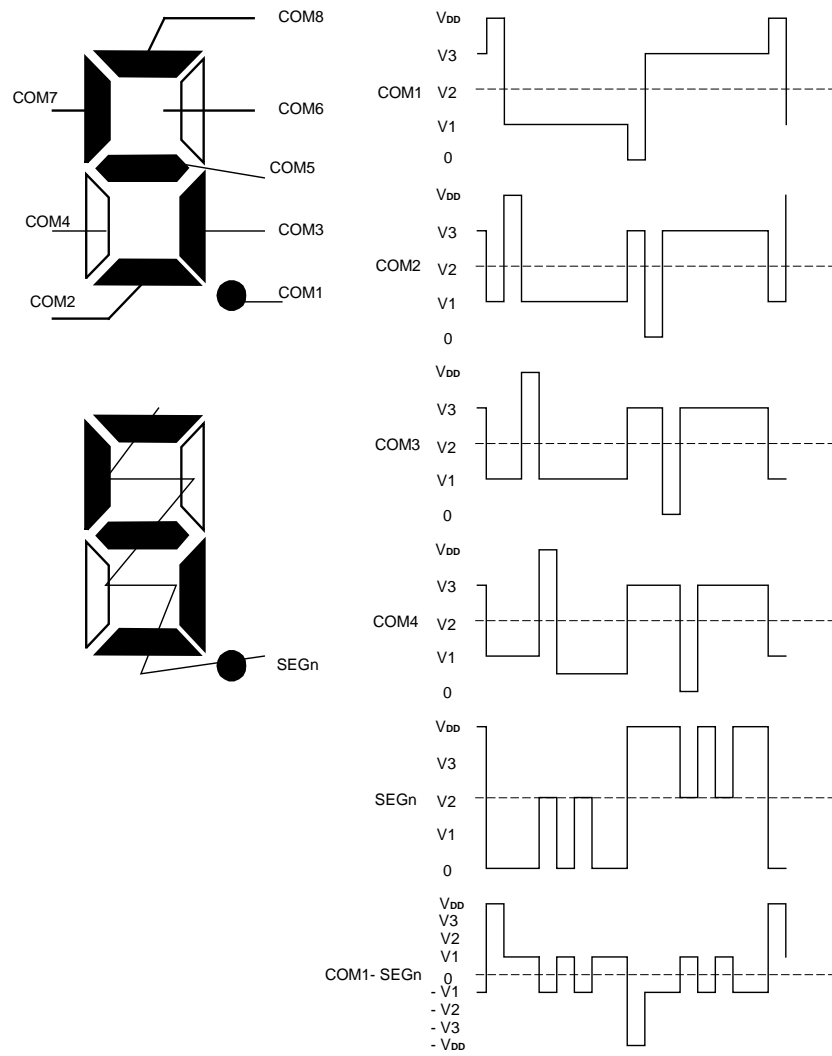 COM8
COM7
COM6
COM5
COM4
COM3
COM2
COM1
SEGn
VDD
V3
COM1 V2
V1
0
VDD
V3
COM2 V2
V1
0
VDD
V3
COM3 V2
V1
0
VDD
V3
COM4 V2
V1
0
VDD
V3
SEGn V2
V1
0
VDD
V3
V2
V1
COM1- SEGn 0
- V1
- V2
- V3
- VDD